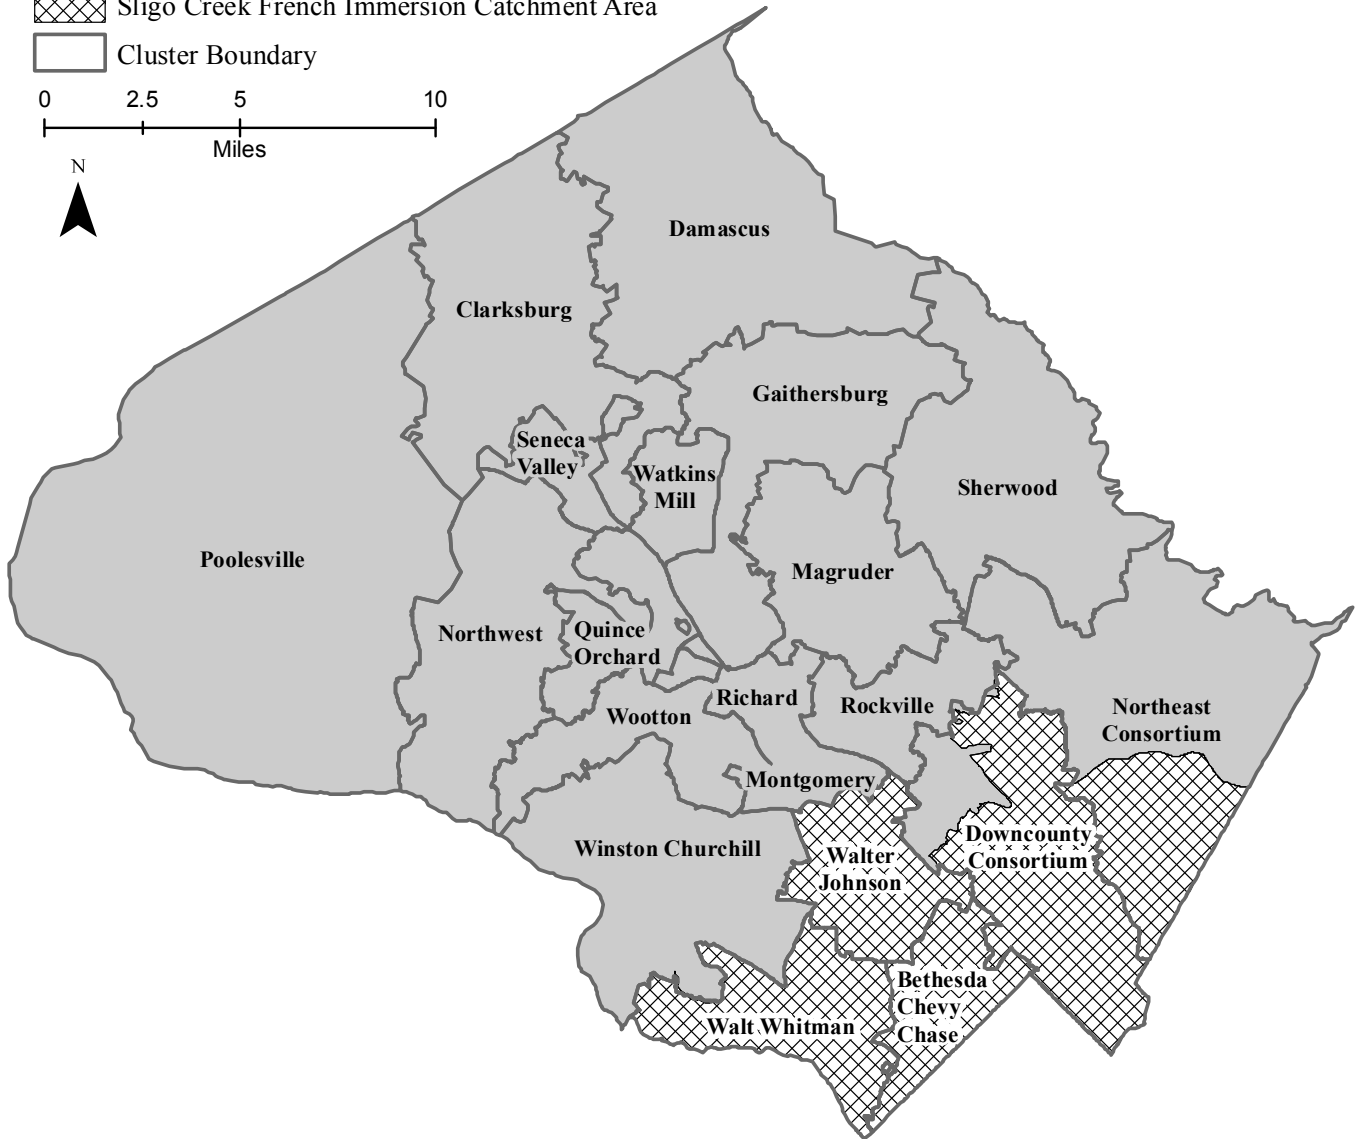 Sligo Creek French Immersion Catchment Area
Cluster Boundary
0 2.5 5 10
Miles
N
Damascus
Clarksburg
Gaithersburg
Seneca
Valley
Watkins
Mill
Sherwood
Poolesville
Magruder
Northwest
Quince
Orchard
Richard
Rockville
Wootton
Northeast
Consortium
Montgomery
Downcounty
Consortium
Winston Churchill
Walter
Johnson
Bethesda
Chevy
Chase
Walt Whitman